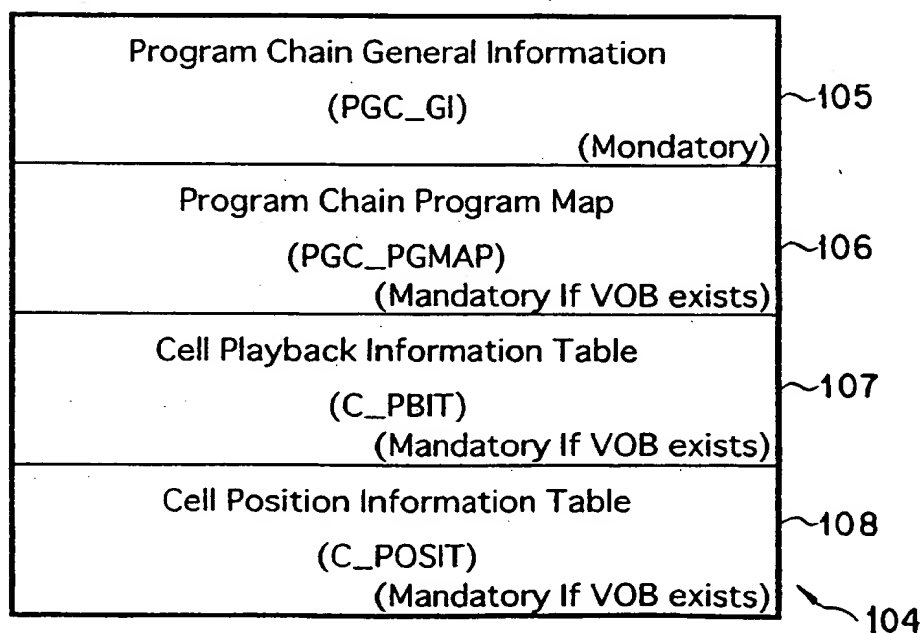 Program Chain General Information
(PGC_GI)
105
(Mondatory)
Program Chain Program Map
(PGC_PGMAP)
106
(Mandatory If VOB exists)
Cell Playback Information Table
(C_PBIT)
107
(Mandatory If VOB exists)
Cell Position Information Table
108
(C_POSIT)
(Mandatory If VOB exists)
104